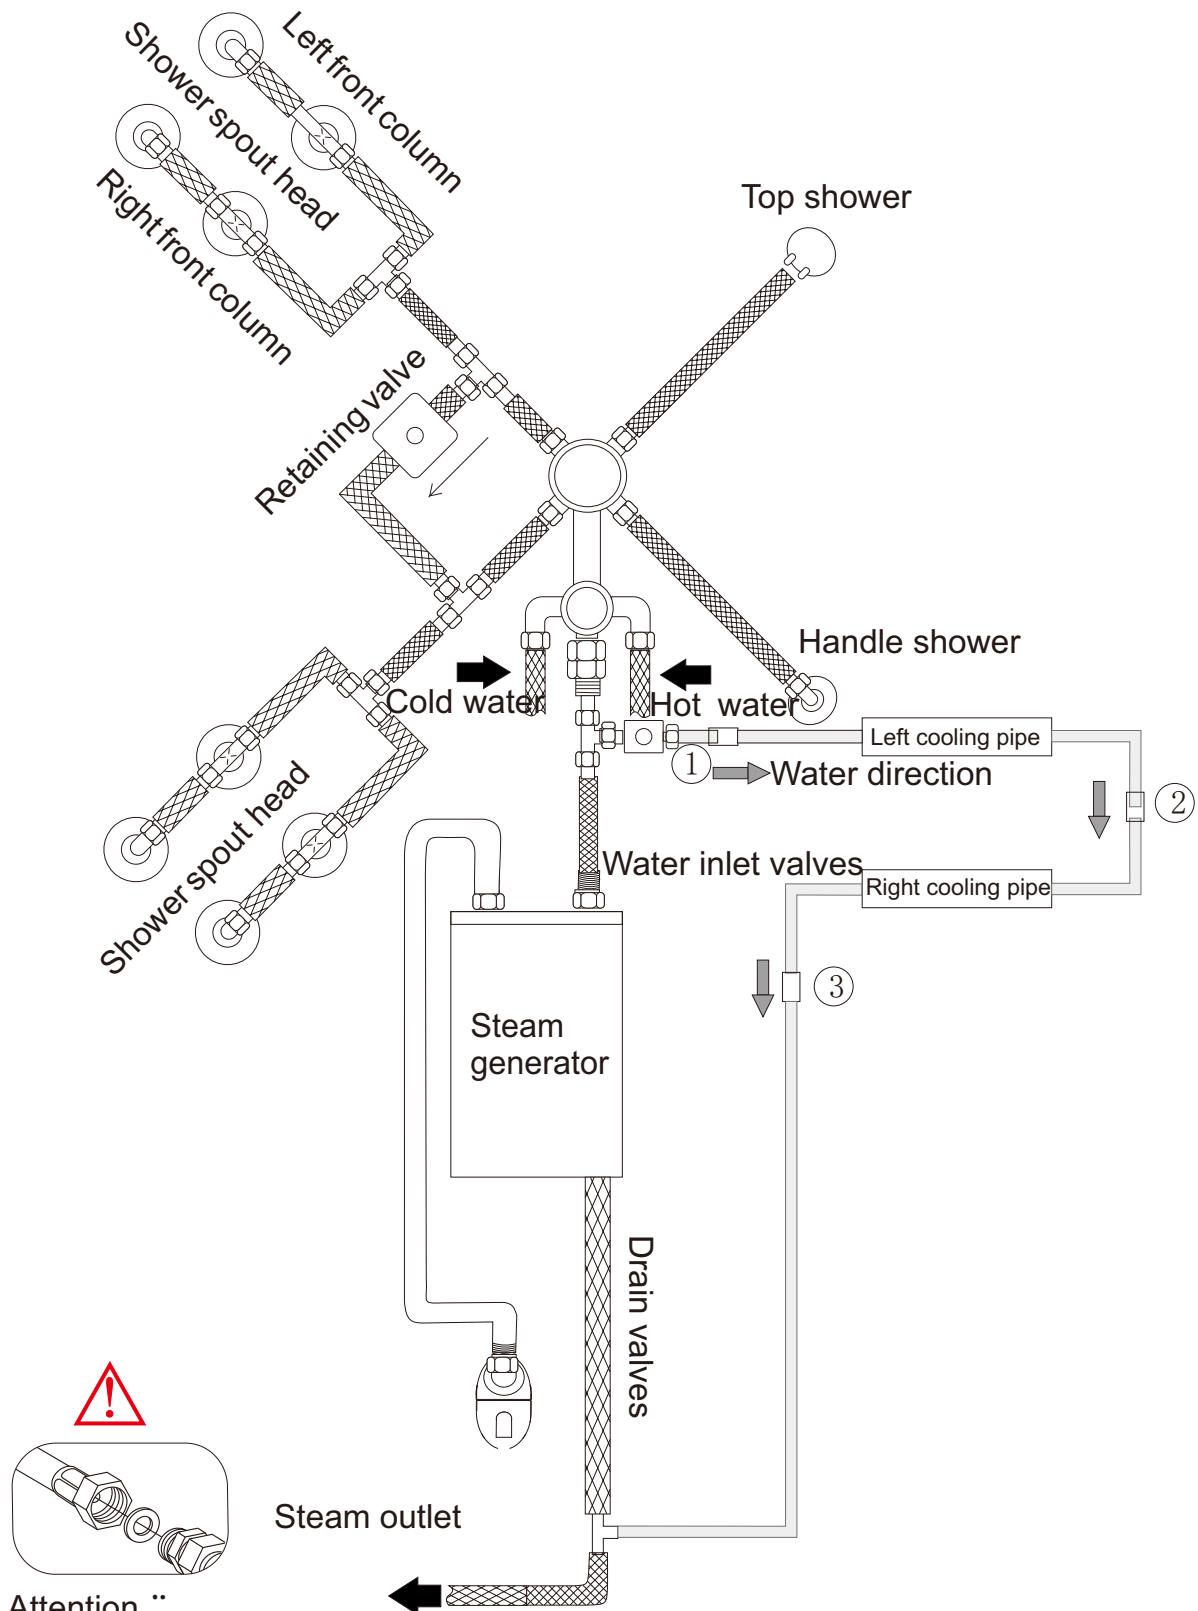 Left front column
Shower spout head
Right front column
Top shower
Retaining valve
Handle shower
Cold water
Hot water
Left cooling pipe
①
Water direction
②
Water inlet valves
Right cooling pipe
Shower spout head
③
Steam
generator
Drain valves
Steam outlet
Attention ¨